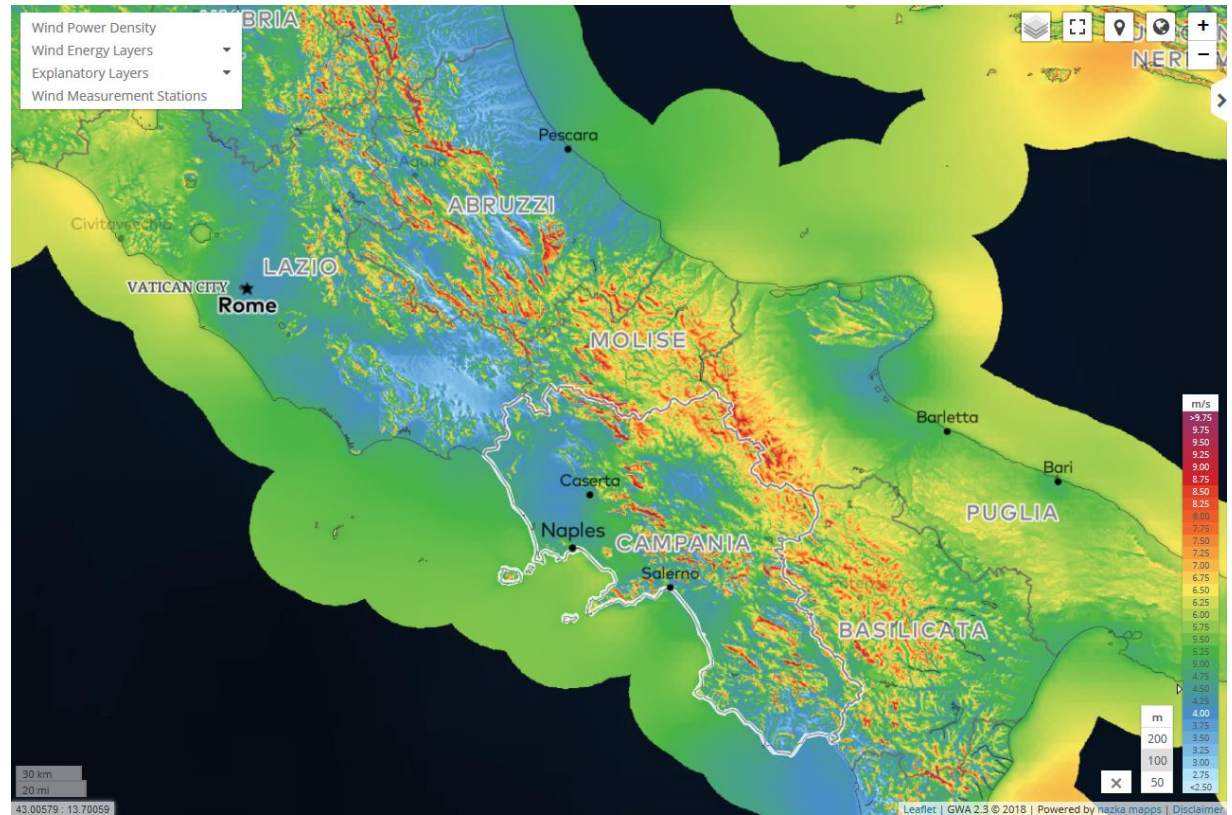 Wind Power Density
Wind Energy Layers
Explanatory Layers
Wind Measurement Stations
BRIA
+
−
NER
M
Pescara
Aquila
ABRUZZI
Civitavecchia
LAZIO
VATICAN CITY
Rome
MOLISE
Barletta
Bari
Caserta
PUGLIA
Naples
CAMPANIA
Salerno
BASILICATA
m/s
>9.75
9.75
9.50
9.25
9.00
8.75
8.50
8.25
8.00
7.75
7.50
7.25
7.00
6.75
6.50
6.25
6.00
5.75
5.50
5.25
5.00
4.75
4.50
4.25
4.00
3.75
3.50
3.25
3.00
2.75
<2.50
m
200
100
50
30 km
20 mi
43.00579 : 13.70059
Leaflet | GWA 2.3 © 2018 | Powered by nazka mapps | Disclaimer